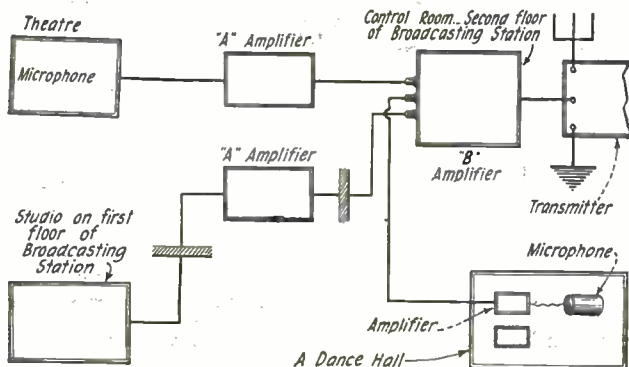 Theatre
Microphone
"A" Amplifier
Control Room - Second floor
of Broadcasting Station
"B"
Amplifier
Transmitter
"A" Amplifier
Studio on first
floor of
Broadcasting
Station
Microphone
Amplifier
A Dance Hall